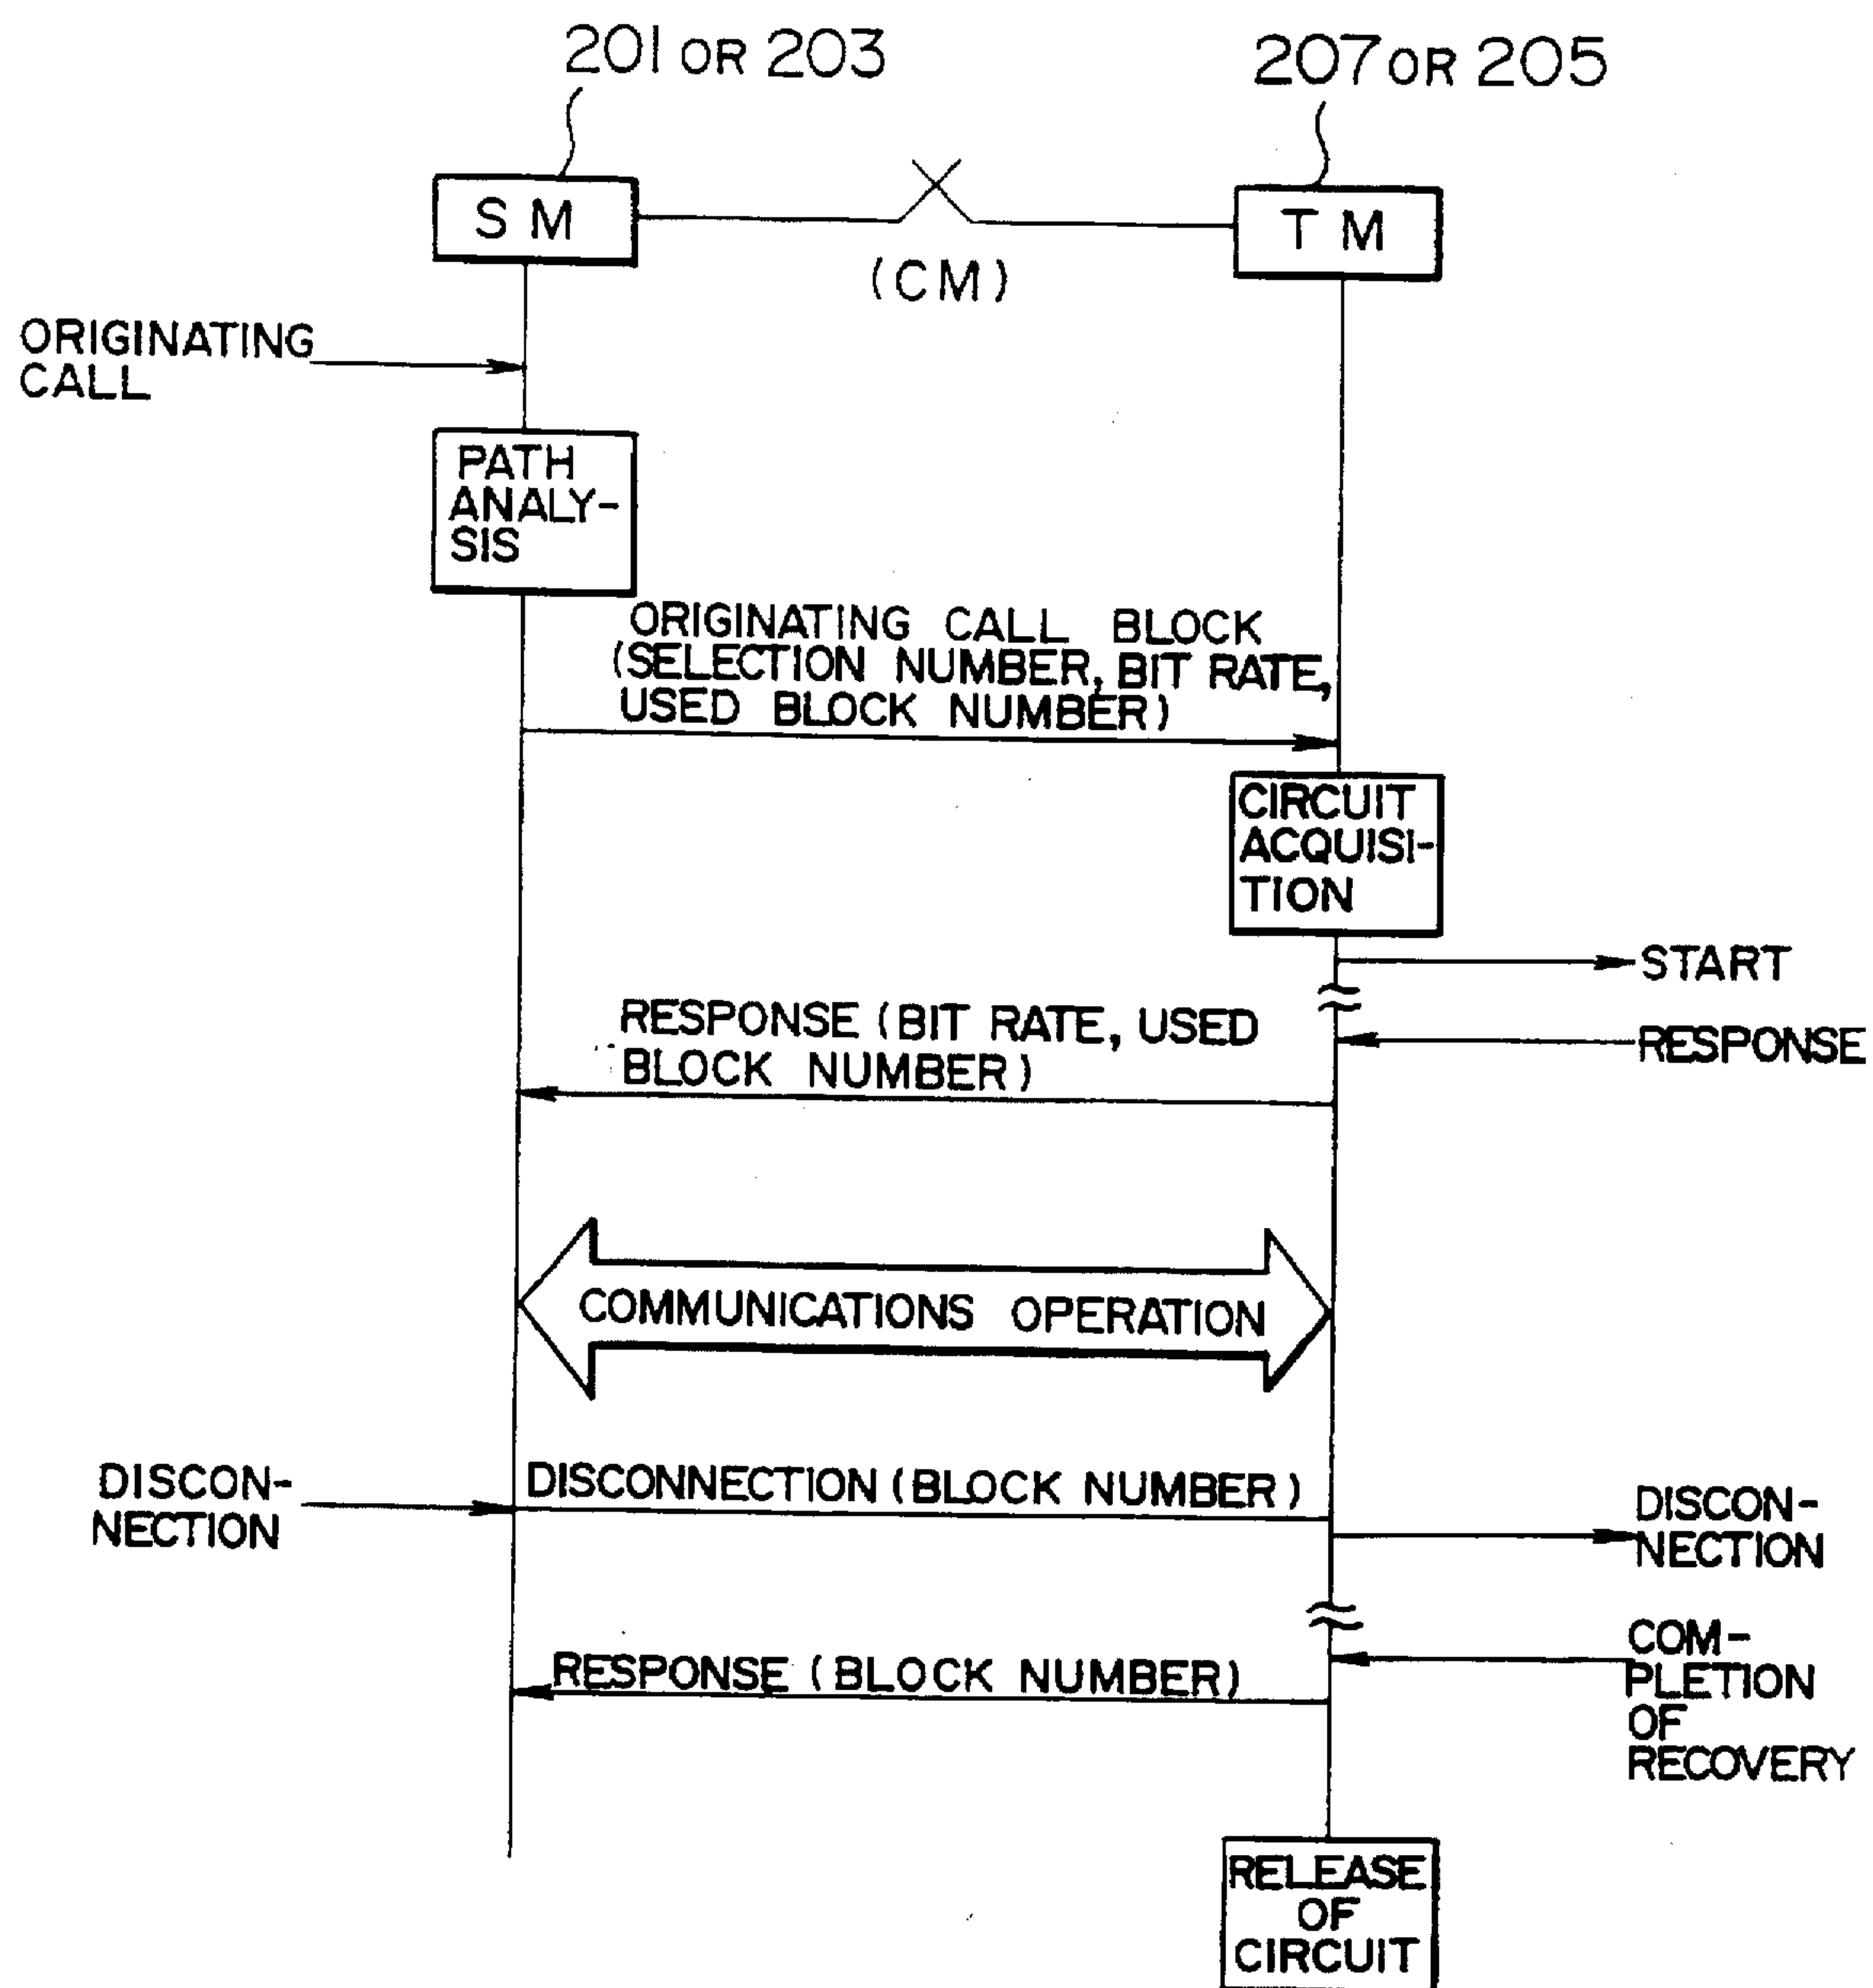 201 OR 203
207 OR 205
S M
T M
(CM)
ORIGINATING
CALL
PATH
ANALY-
SIS
ORIGINATING CALL BLOCK
(SELECTION NUMBER, BIT RATE,
USED BLOCK NUMBER)
CIRCUIT
ACQUISI-
TION
START
RESPONSE (BIT RATE, USED
BLOCK NUMBER)
RESPONSE
COMMUNICATIONS OPERATION
DISCON-
NECTION
DISCONNECTION (BLOCK NUMBER)
DISCON-
NECTION
RESPONSE (BLOCK NUMBER)
COM-
PLETION
OF
RECOVERY
RELEASE
OF
CIRCUIT